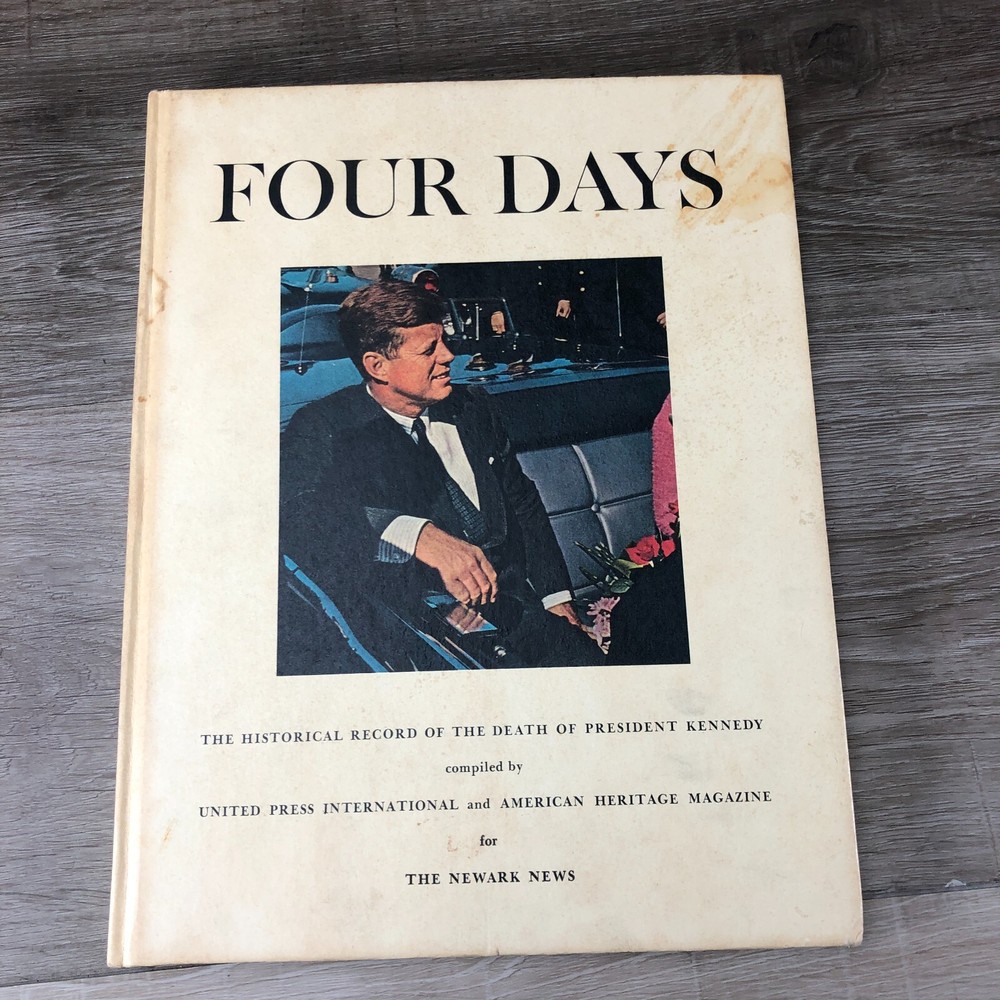 FOUR DAYS
THE HISTORICAL RECORD OF THE DEATH OF PRESIDENT KENNEDY
compiled by
UNITED PRESS INTERNATIONAL and AMERICAN HERITAGE MAGAZINE
for
THE NEWARK NEWS